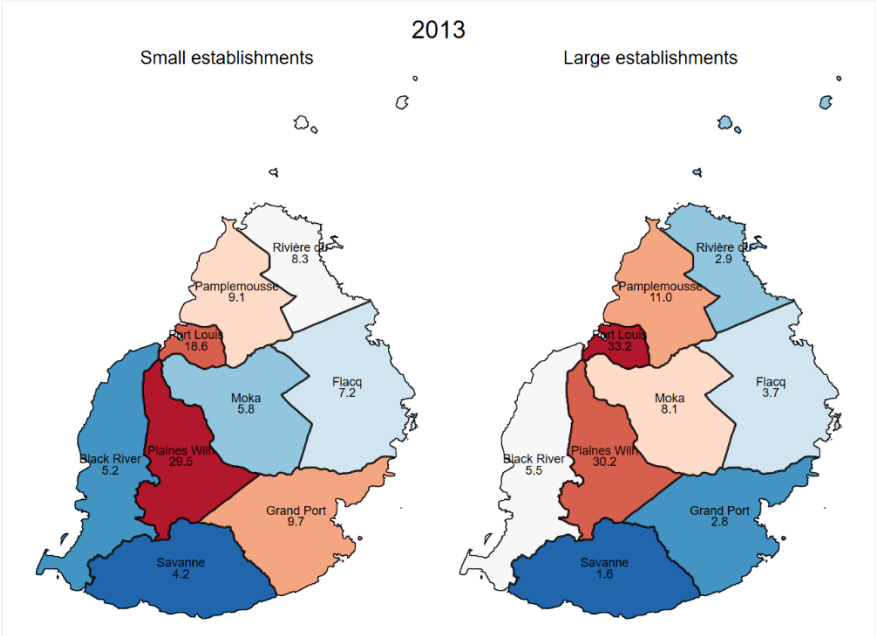 2013
Small establishments
Rivière du
8.3
Pamplemousse
9.1
Port Louis
18.6
Moka
5.8
Flacq
7.2
Black River
5.2
Plaines Wilh
29.5
Grand Port
9.7
Savanne
4.2
Large establishments
Rivière du
2.9
Pamplemousse
11.0
Port Louis
33.2
Moka
8.1
Flacq
3.7
Black River
5.5
Plaines Wilh
30.2
Grand Port
2.8
Savanne
1.6